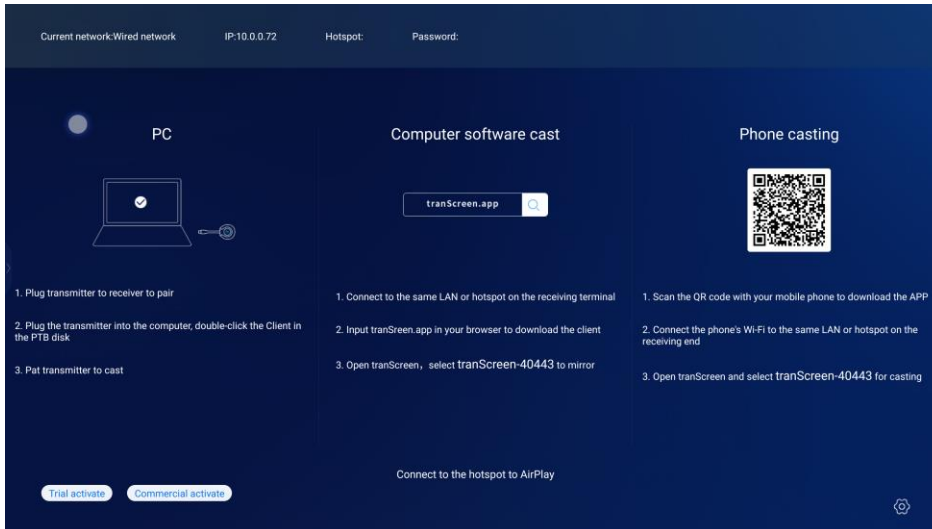 Current network:Wired network IP:10.0.0.72 Hotspot: Password:
PC
1. Plug transmitter to receiver to pair
2. Plug the transmitter into the computer, double-click the Client in
the PTB disk
3. Pat transmitter to cast
Computer software cast
tranScreen.app
1. Connect to the same LAN or hotspot on the receiving terminal
2. Input tranSreen.app in your browser to download the client
3. Open tranScreen, select tranScreen-40443 to mirror
Phone casting
1. Scan the QR code with your mobile phone to download the APP
2. Connect the phone's Wi-Fi to the same LAN or hotspot on the
receiving end
3. Open tranScreen and select tranScreen-40443 for casting
Connect to the hotspot to AirPlay
Trial activate Commercial activate